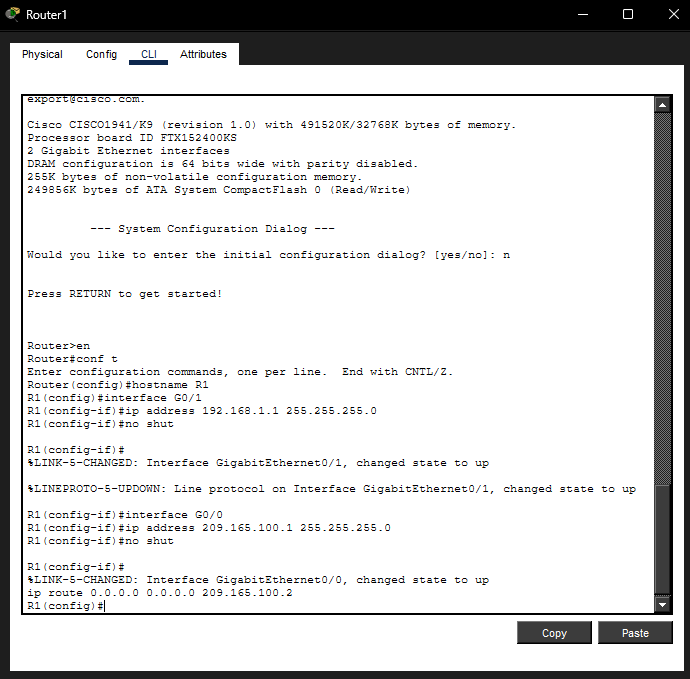 Router1
Physical Config CLI Attributes
export@cisco.com.
Cisco CISCO1941/K9 (revision 1.0) with 491520K/32768K bytes of memory.
Processor board ID FTX152400KS
2 Gigabit Ethernet interfaces
DRAM configuration is 64 bits wide with parity disabled.
255K bytes of non-volatile configuration memory.
249856K bytes of ATA System CompactFlash 0 (Read/Write)
--- System Configuration Dialog ---
Would you like to enter the initial configuration dialog? [yes/no]: n
Press RETURN to get started!
Router>en
Router#conf t
Enter configuration commands, one per line.  End with CNTL/Z.
Router(config)#hostname R1
R1(config)#interface G0/1
R1(config-if)#ip address 192.168.1.1 255.255.255.0
R1(config-if)#no shut
R1(config-if)#
%LINK-5-CHANGED: Interface GigabitEthernet0/1, changed state to up
%LINEPROTO-5-UPDOWN: Line protocol on Interface GigabitEthernet0/1, changed state to up
R1(config-if)#interface G0/0
R1(config-if)#ip address 209.165.100.1 255.255.255.0
R1(config-if)#no shut
R1(config-if)#
%LINK-5-CHANGED: Interface GigabitEthernet0/0, changed state to up
ip route 0.0.0.0 0.0.0.0 209.165.100.2
R1(config)#
Copy Paste